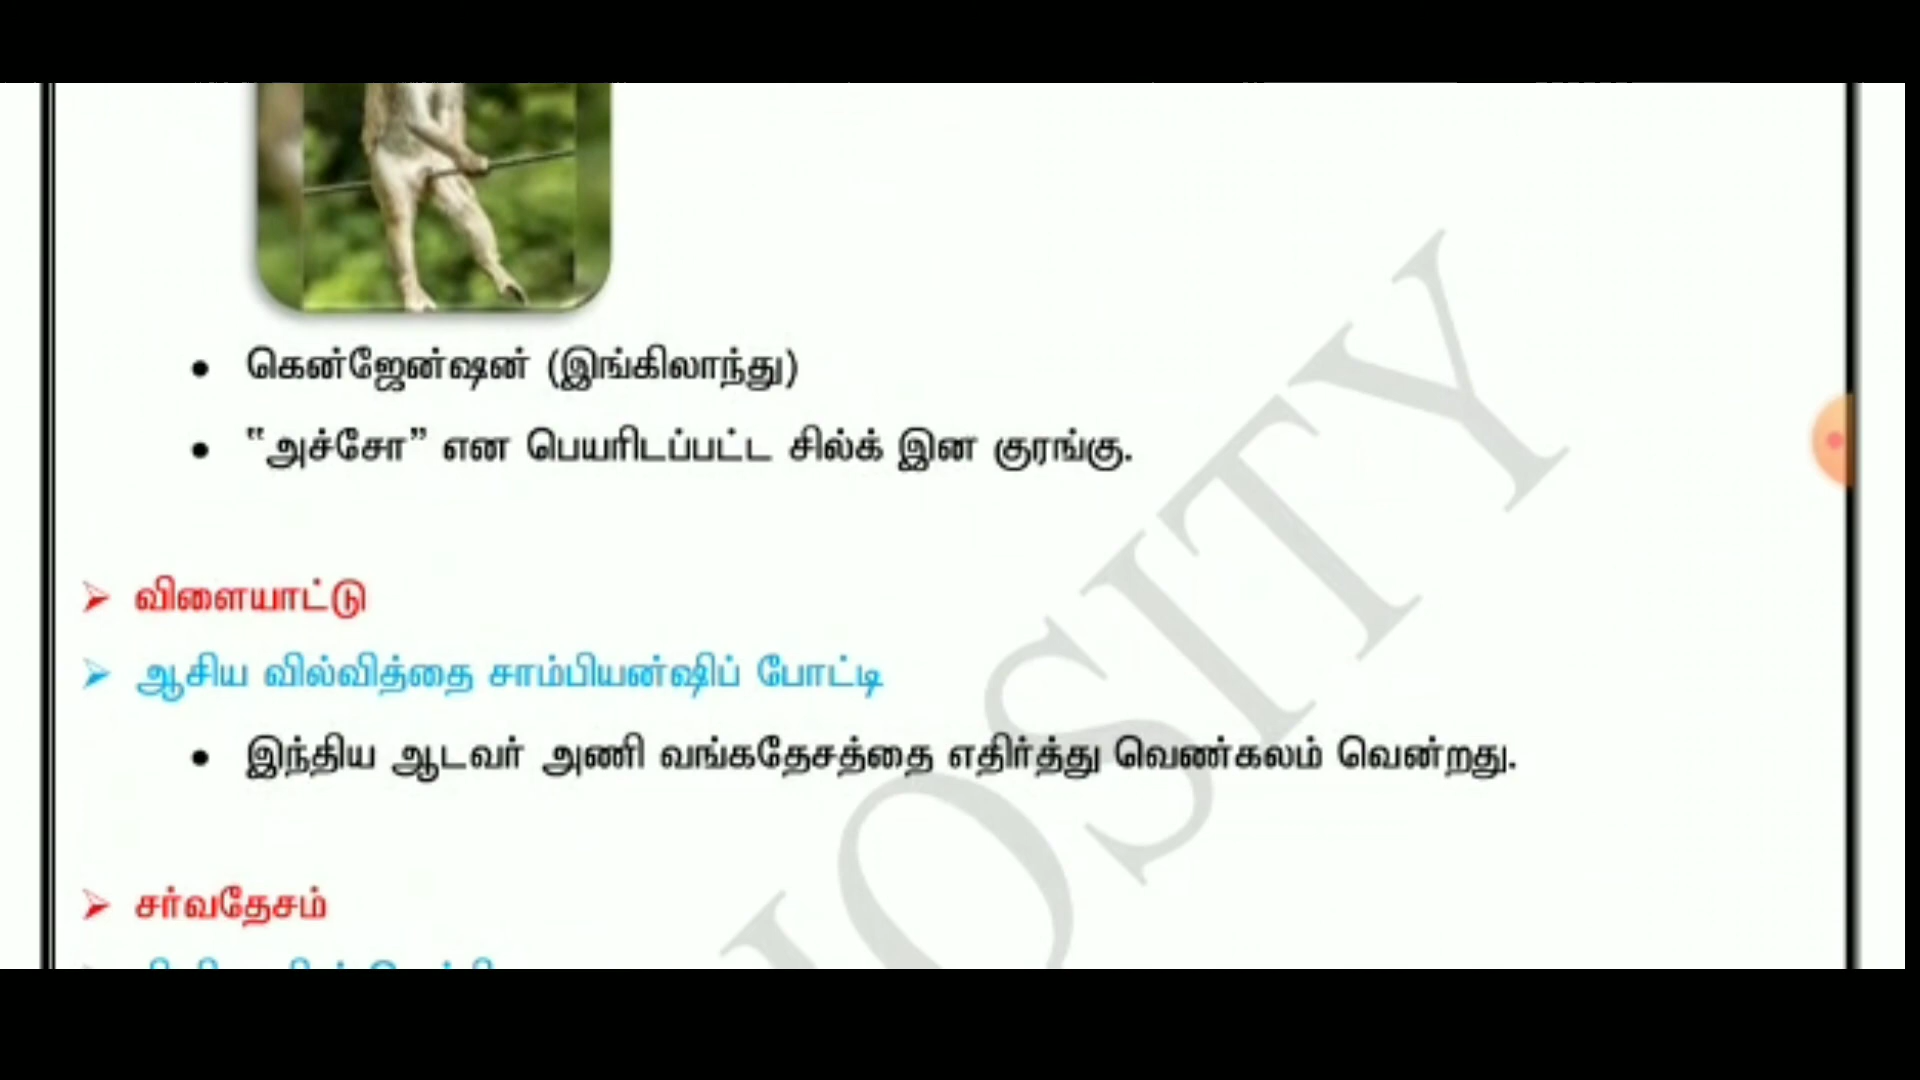 • கென்ஜேன்ஷன் (இங்கிலாந்து)
• “அச்சோ” என பெயரிடப்பட்ட சில்க் இன குரங்கு.
➢ விளையாட்டு
➢ ஆசிய வில்வித்தை சாம்பியன்ஷிப் போட்டி
• இந்திய ஆடவர் அணி வங்கதேசத்தை எதிர்த்து வெண்கலம் வென்றது.
➢ சர்வதேசம்
OSITY